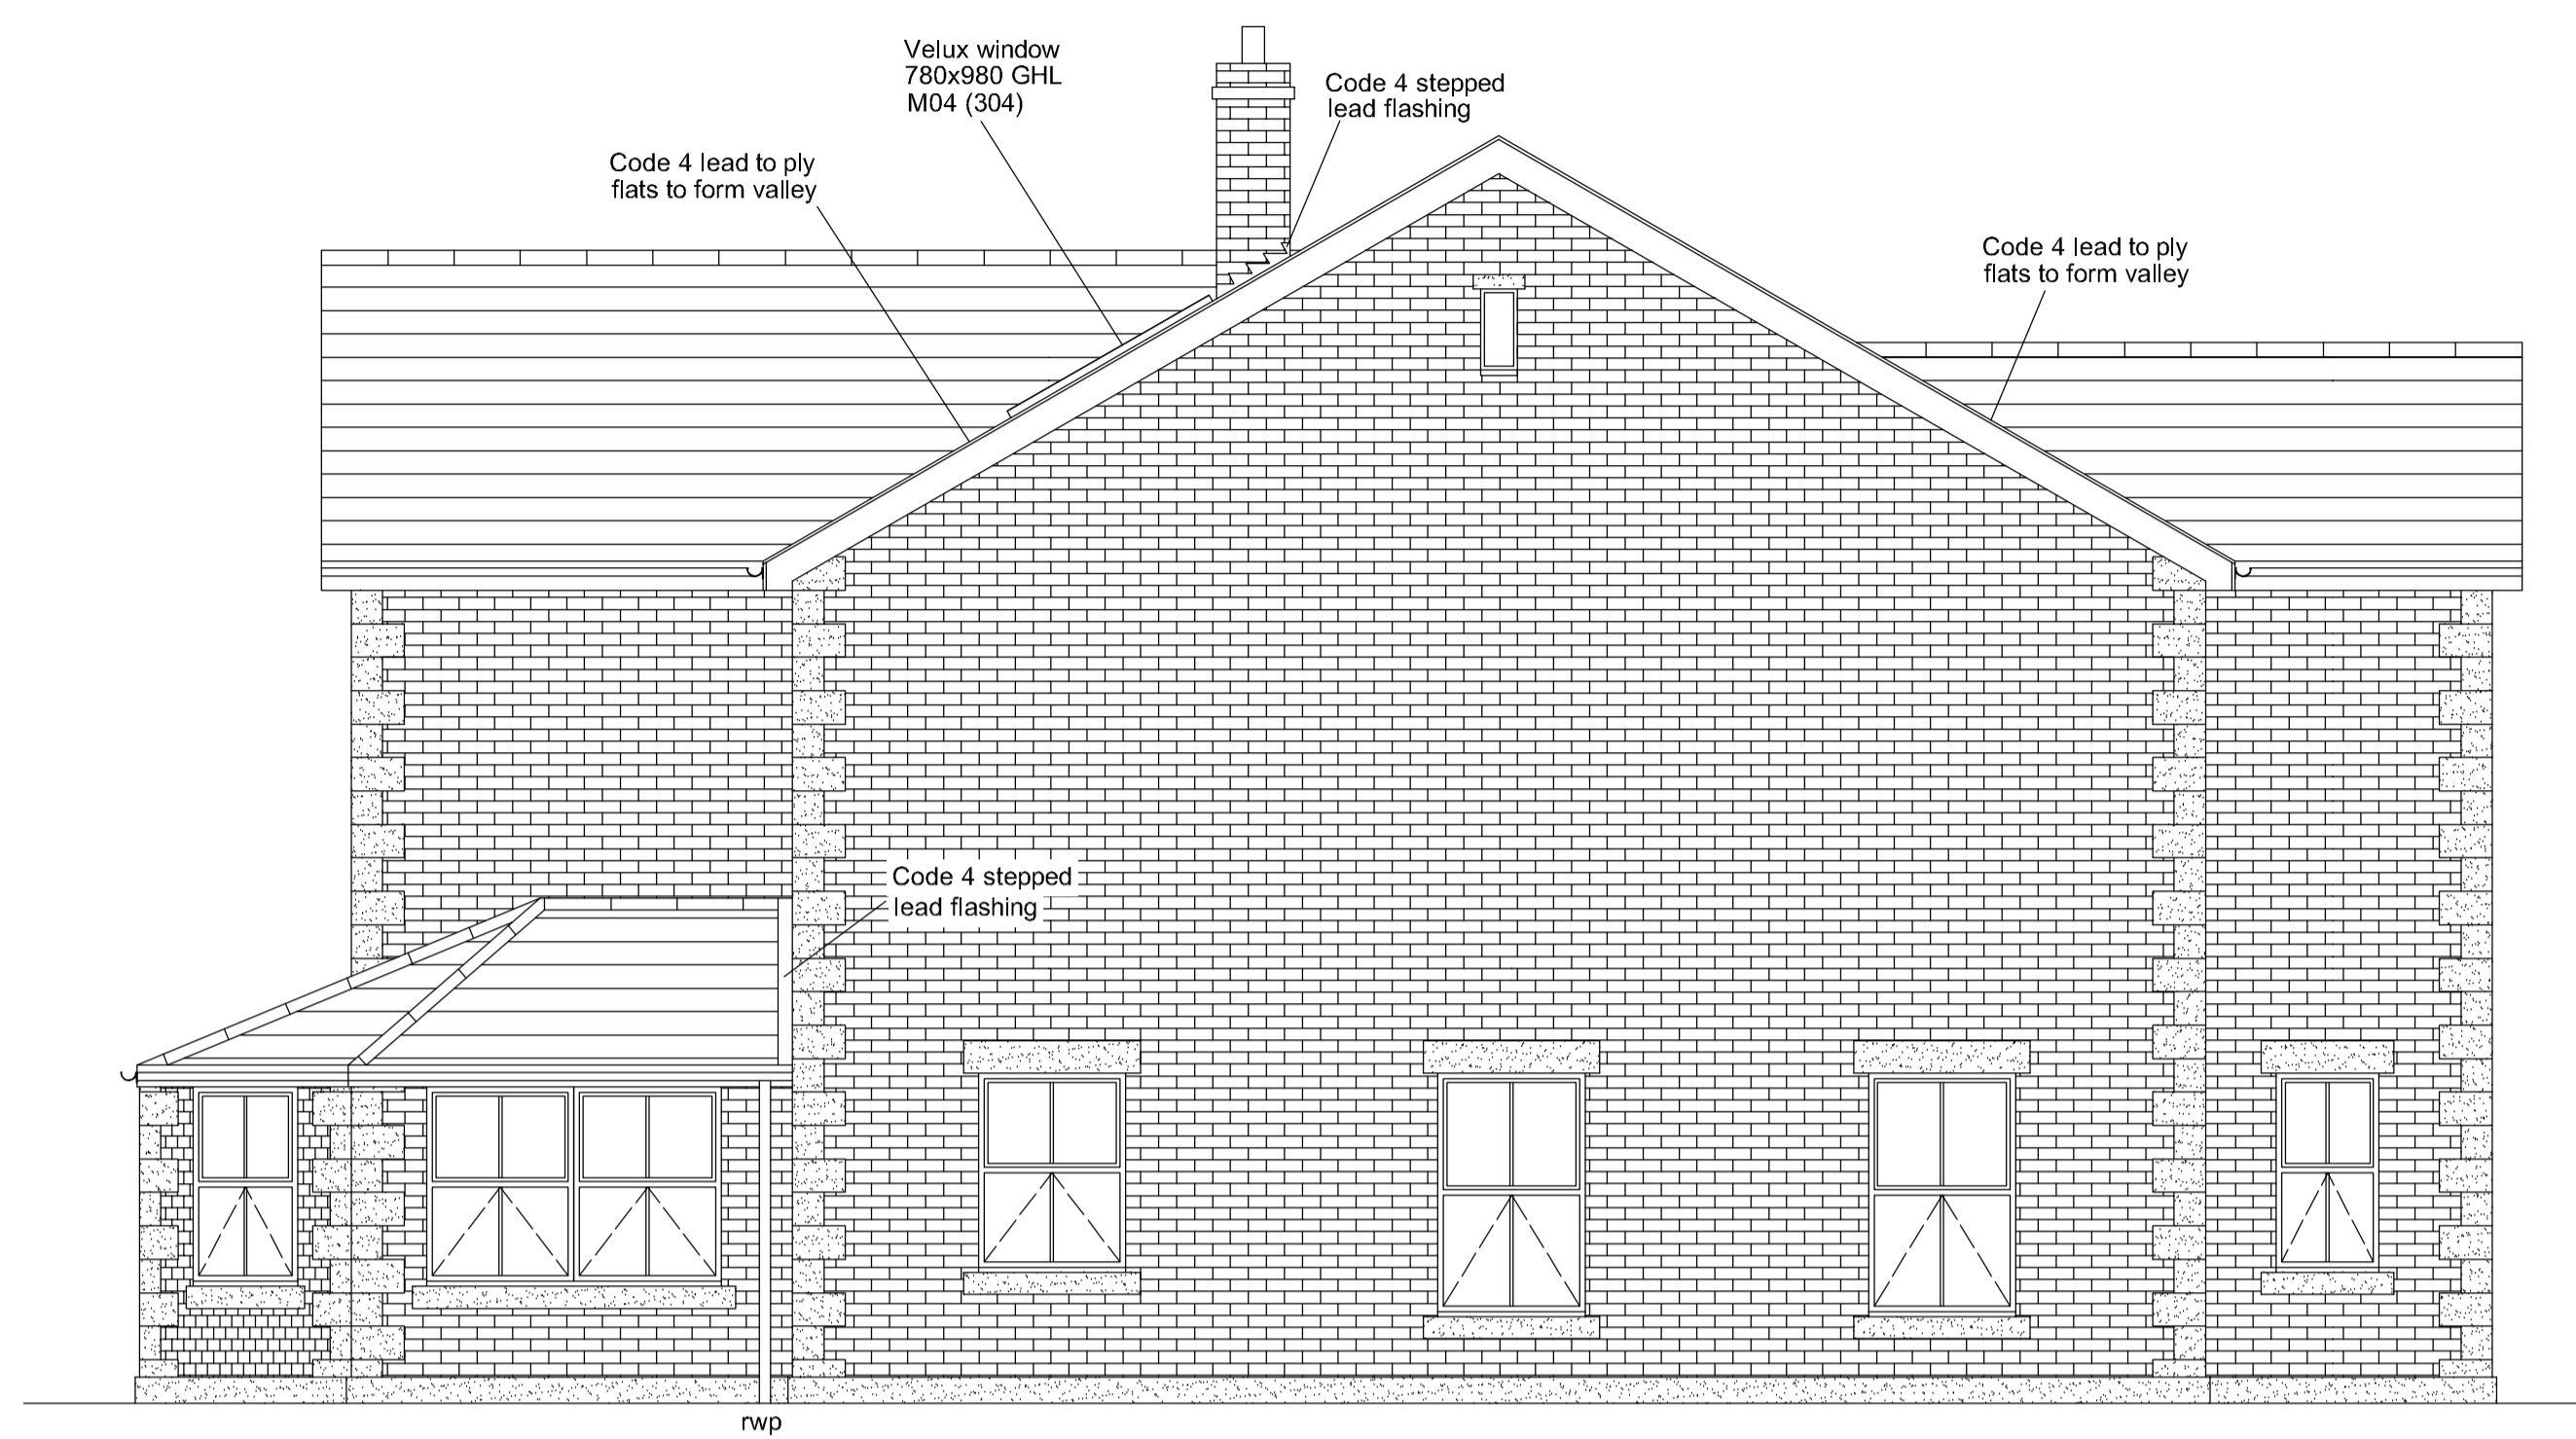 Velux window
780x980 GHL
M04 (304)
Code 4 stepped
lead flashing
Code 4 lead to ply
flats to form valley
Code 4 lead to ply
flats to form valley
Code 4 stepped
lead flashing
rwp